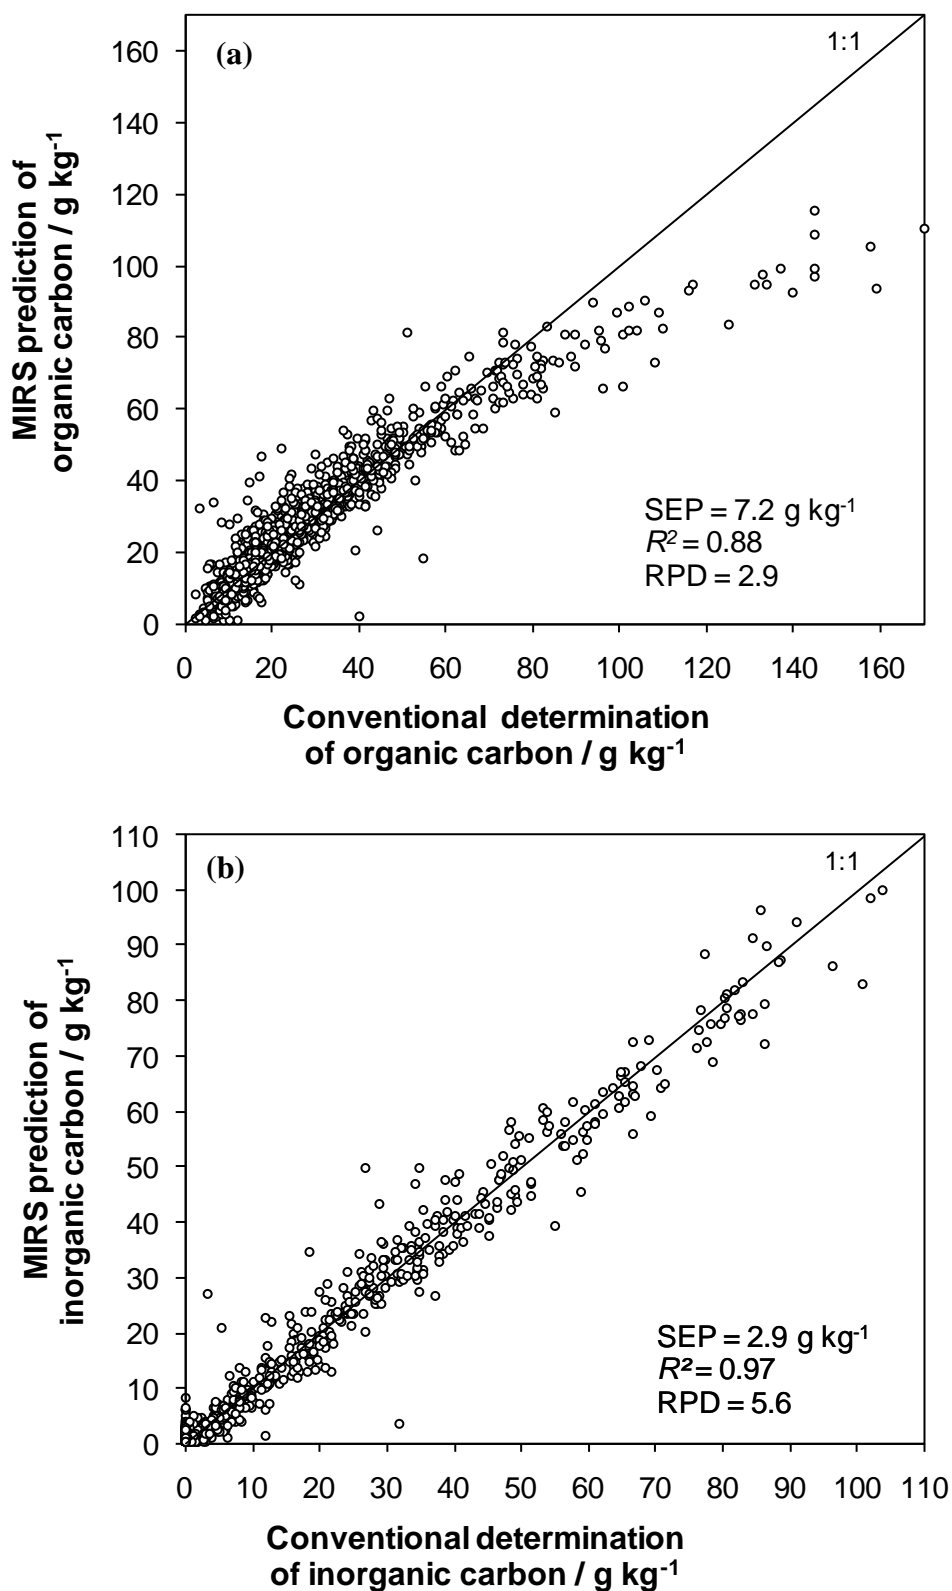 (a)
1:1
160
140
120
100
80
60
40
20
0
MIRS prediction of
organic carbon / g kg⁻¹
SEP = 7.2 g kg⁻¹
R² = 0.88
RPD = 2.9
0 20 40 60 80 100 120 140 160
Conventional determination
of organic carbon / g kg⁻¹
(b)
1:1
110
100
90
80
70
60
50
40
30
20
10
0
MIRS prediction of
inorganic carbon / g kg⁻¹
SEP = 2.9 g kg⁻¹
R² = 0.97
RPD = 5.6
0 10 20 30 40 50 60 70 80 90 100 110
Conventional determination
of inorganic carbon / g kg⁻¹